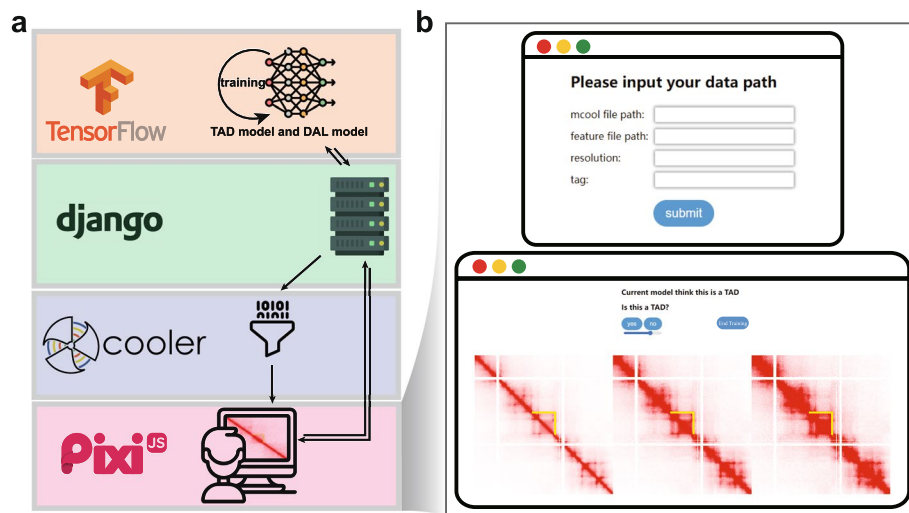 a
TensorFlow
training
TAD model and DAL model
django
cooler
10101
01011
Pixi JS
b
Please input your data path
mcool file path:
feature file path:
resolution:
tag:
submit
Current model think this is a TAD
Is this a TAD?
yes
no
End Training